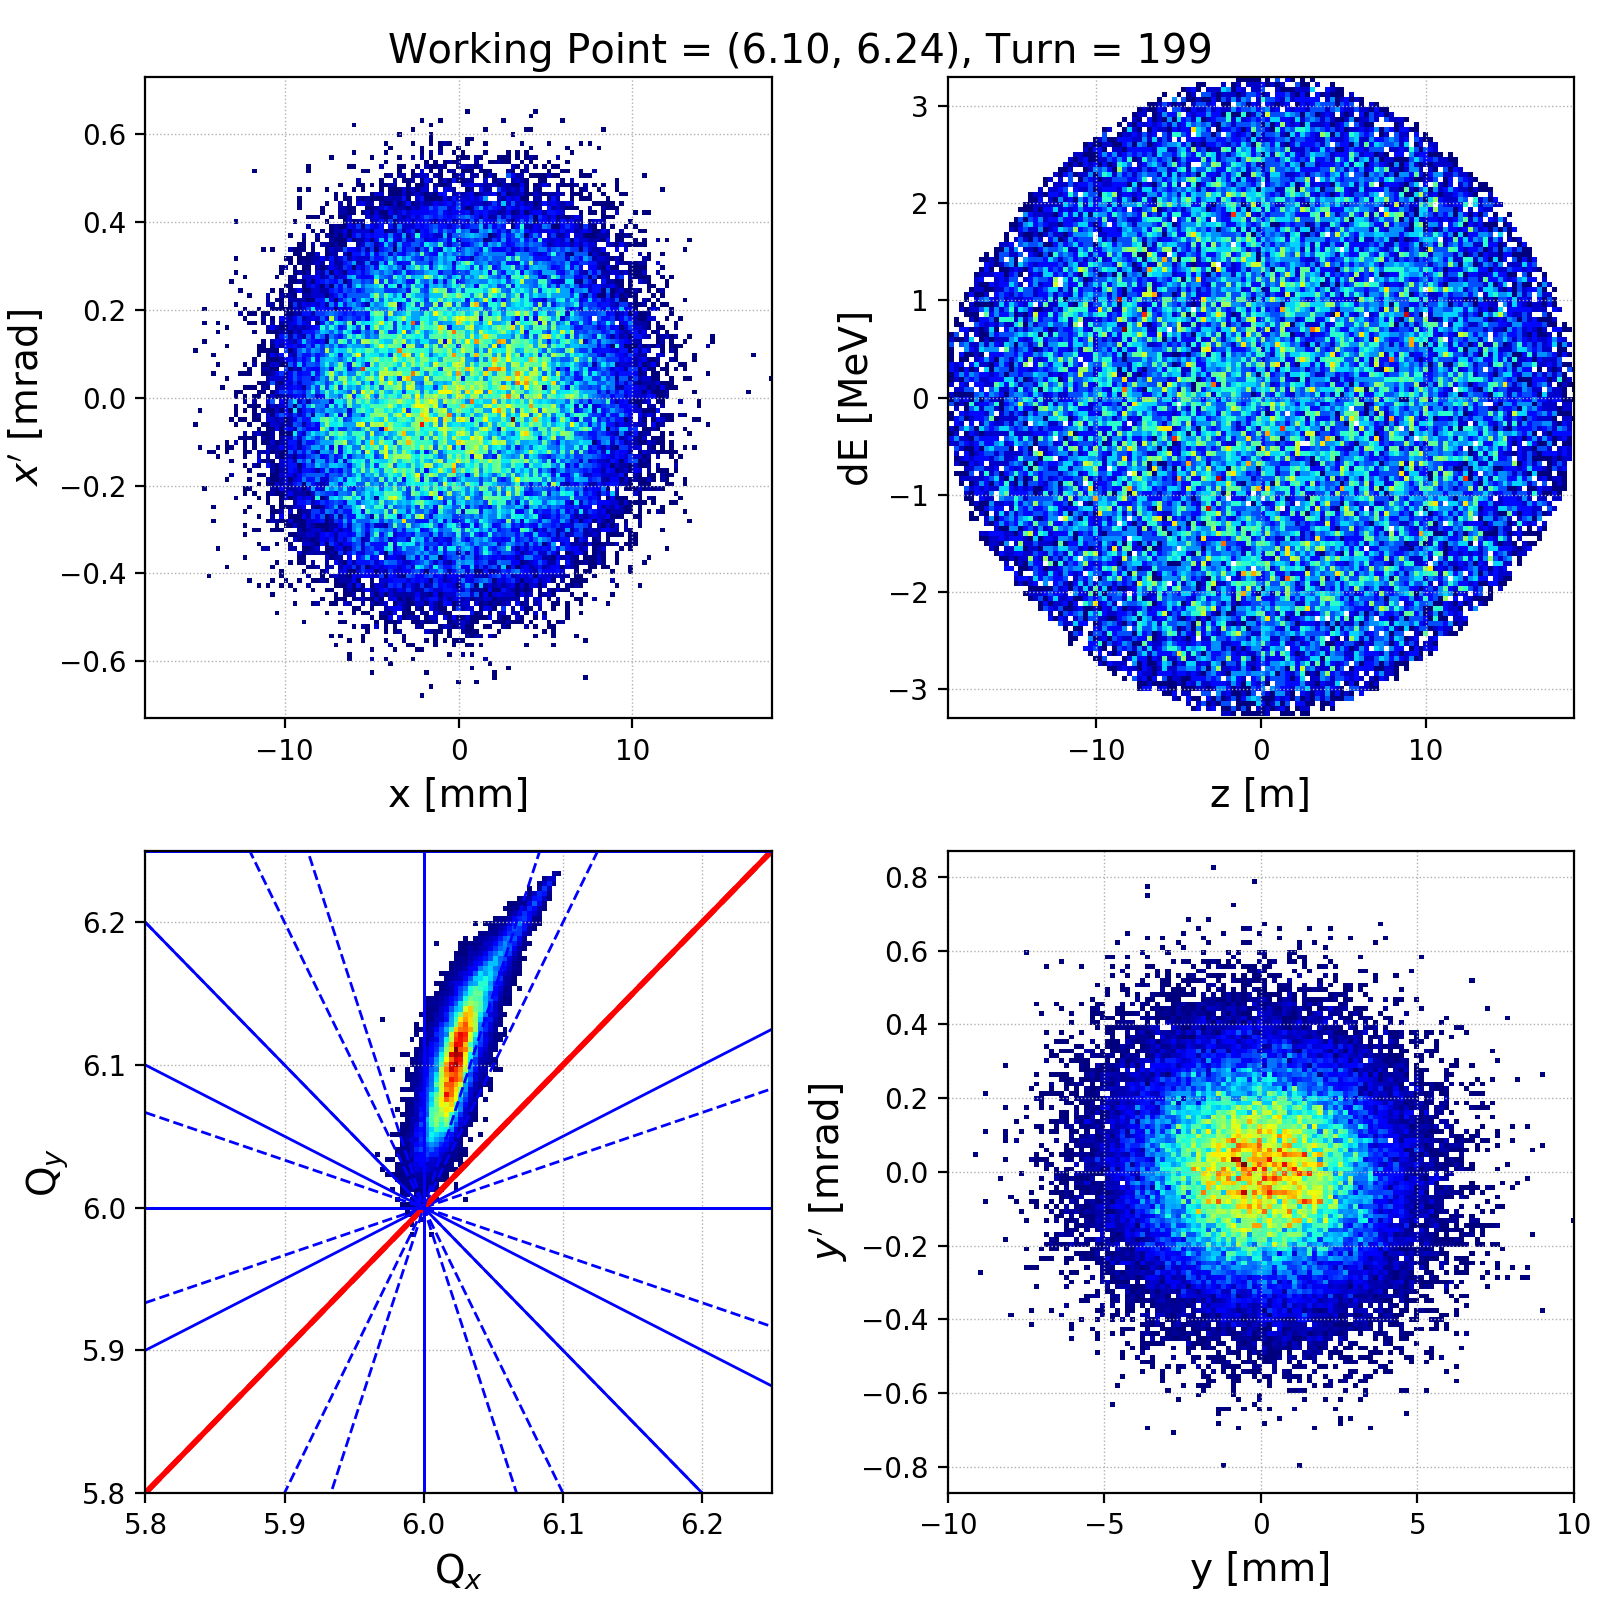 Working Point = (6.10, 6.24), Turn = 199
0.6
0.4
0.2
0.0
−0.2
−0.4
−0.6
x′ [mrad]
−10 0 10
x [mm]
3
2
1
0
−1
−2
−3
dE [MeV]
−10 0 10
z [m]
6.2
6.1
6.0
5.9
5.8
Qy
5.8 5.9 6.0 6.1 6.2
Qx
0.8
0.6
0.4
0.2
0.0
−0.2
−0.4
−0.6
−0.8
y′ [mrad]
−10 −5 0 5 10
y [mm]